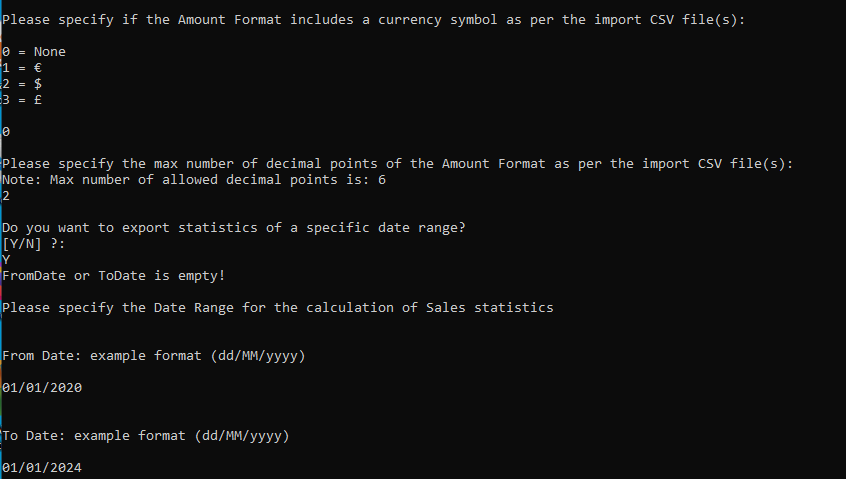 Please specify if the Amount Format includes a currency symbol as per the import CSV file(s):
0 = None
1 = €
2 = $
3 = £
0
Please specify the max number of decimal points of the Amount Format as per the import CSV file(s):
Note: Max number of allowed decimal points is: 6
2
Do you want to export statistics of a specific date range?
[Y/N] ?:
Y
FromDate or ToDate is empty!
Please specify the Date Range for the calculation of Sales statistics
From Date: example format (dd/MM/yyyy)
01/01/2020
To Date: example format (dd/MM/yyyy)
01/01/2024